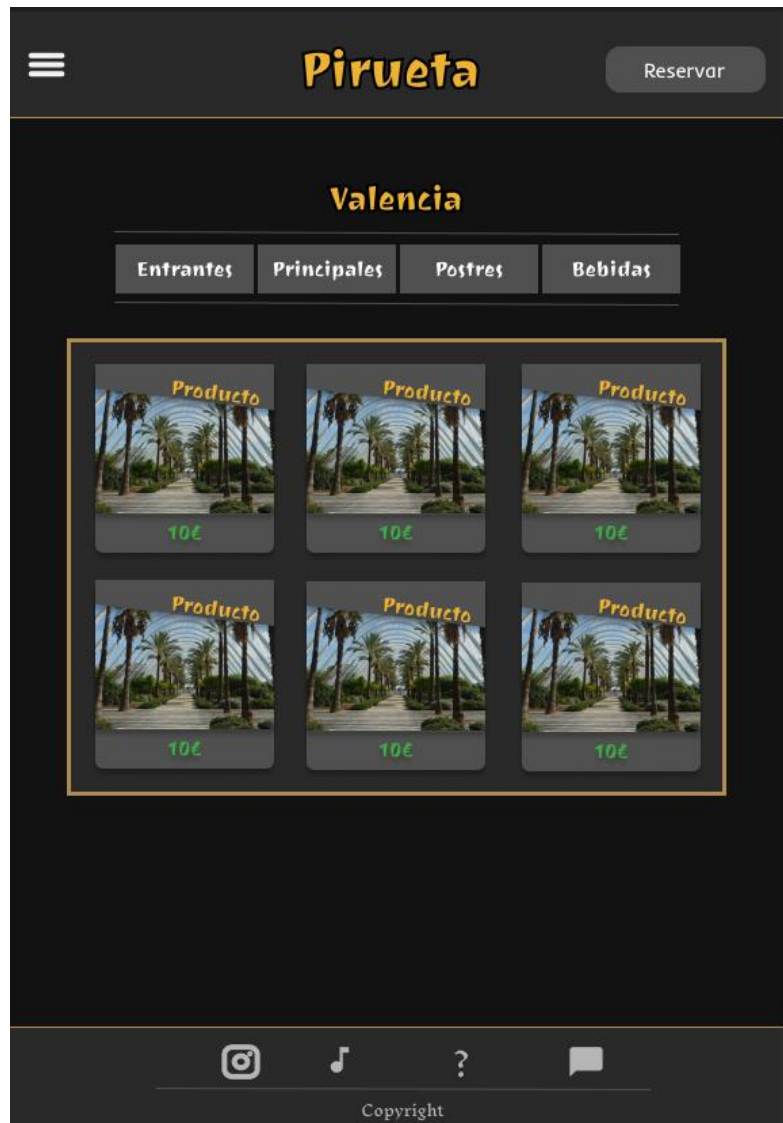 Pirueta
Reservar
Valencia
Entrantes Principales Postres Bebidas
Producto Producto Producto
10€ 10€ 10€
Producto Producto Producto
10€ 10€ 10€
?
Copyright